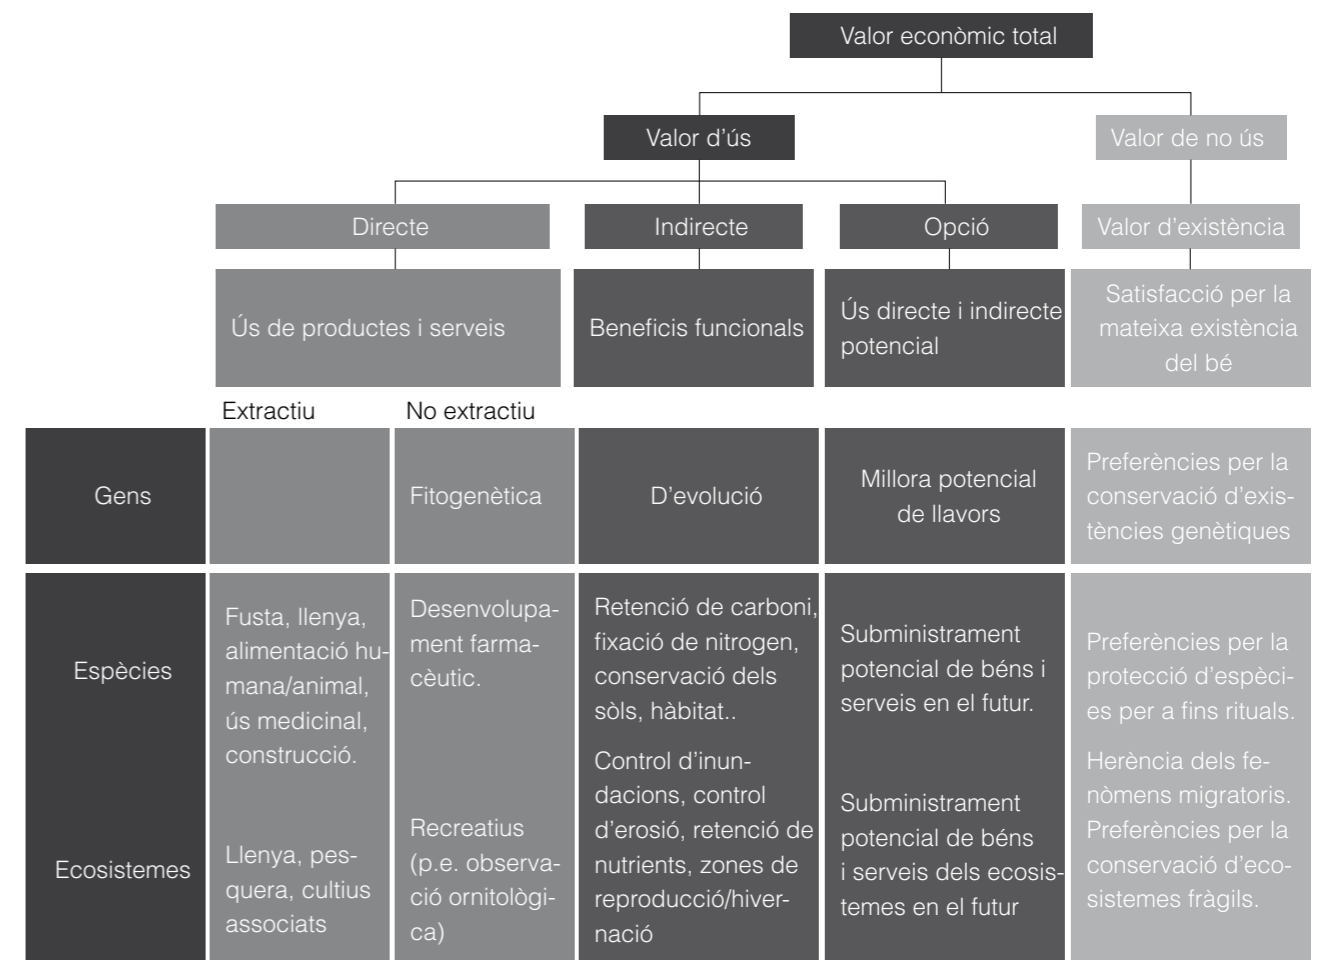 Valor econòmic total
Valor d'ús
Valor de no ús
Directe
Indirecte
Opció
Valor d'existència
Ús de productes i serveis
Beneficis funcionals
Ús directe i indirecte
potencial
Satisfacció per la
mateixa existència
del bé
Extractiu
No extractiu
Gens
Fitogenètica
D'evolució
Millora potencial
de llavors
Preferències per la
conservació d'exis-
tències genètiques
Espècies
Fusta, llenya,
alimentació hu-
mana/animal,
ús medicinal,
construcció.
Desenvolupa-
ment farma-
cèutic.
Retenció de carboni,
fixació de nitrogen,
conservació dels
sòls, hàbitat..
Subministrament
potencial de béns i
serveis en el futur.
Preferències per la
protecció d'espèci-
es per a fins rituals.
Ecosistemes
Llenya, pes-
quera, cultius
associats
Recreatius
(p.e. observa-
ció ornitològi-
ca)
Control d'inun-
dacions, control
d'erosió, retenció de
nutrients, zones de
reproducció/hiver-
nació
Subministrament
potencial de béns
i serveis dels ecosis-
temes en el futur
Herència dels fe-
nòmens migratoris.
Preferències per la
conservació d'eco-
sistemes fràgils.